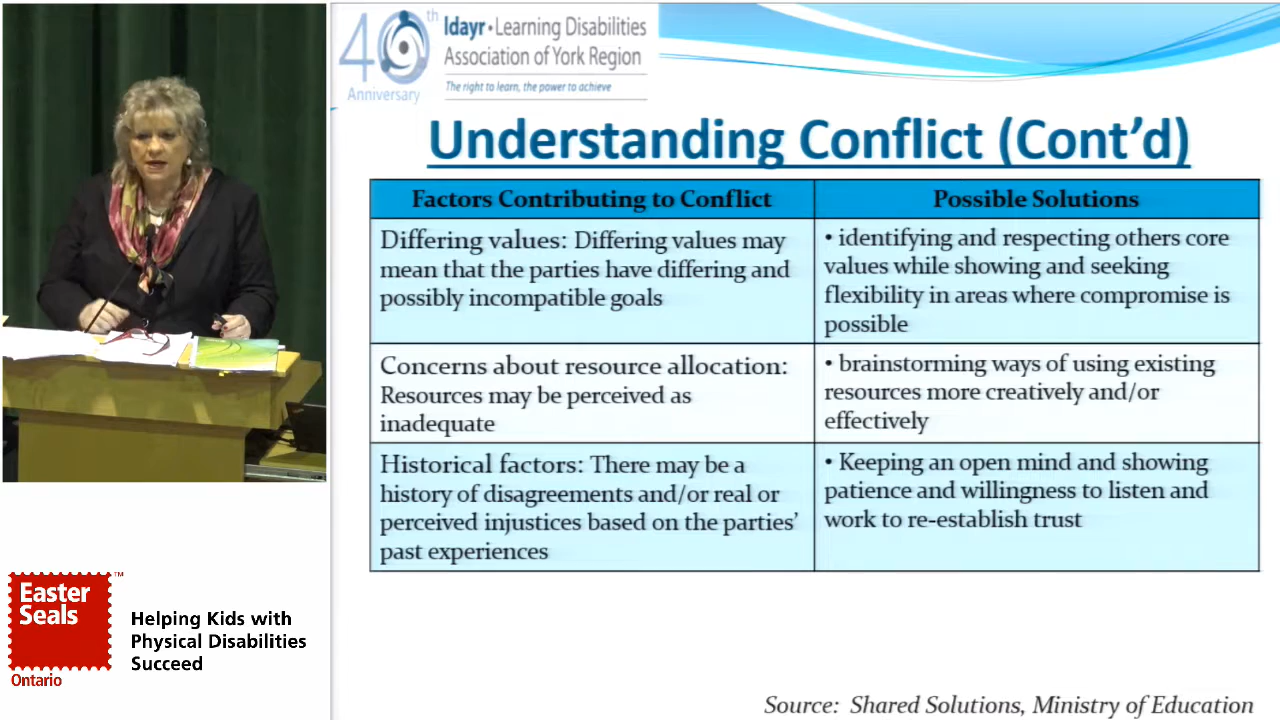 40th
Anniversary
ldayr•Learning Disabilities
Association of York Region
The right to learn, the power to achieve
Understanding Conflict (Cont'd)
Factors Contributing to Conflict
Possible Solutions
Differing values: Differing values may
mean that the parties have differing and
possibly incompatible goals
• identifying and respecting others core
values while showing and seeking
flexibility in areas where compromise is
possible
Concerns about resource allocation:
Resources may be perceived as
inadequate
• brainstorming ways of using existing
resources more creatively and/or
effectively
Historical factors: There may be a
history of disagreements and/or real or
perceived injustices based on the parties'
past experiences
• Keeping an open mind and showing
patience and willingness to listen and
work to re-establish trust
Source: Shared Solutions, Ministry of Education
Easter
Seals
TM
Ontario
Helping Kids with
Physical Disabilities
Succeed